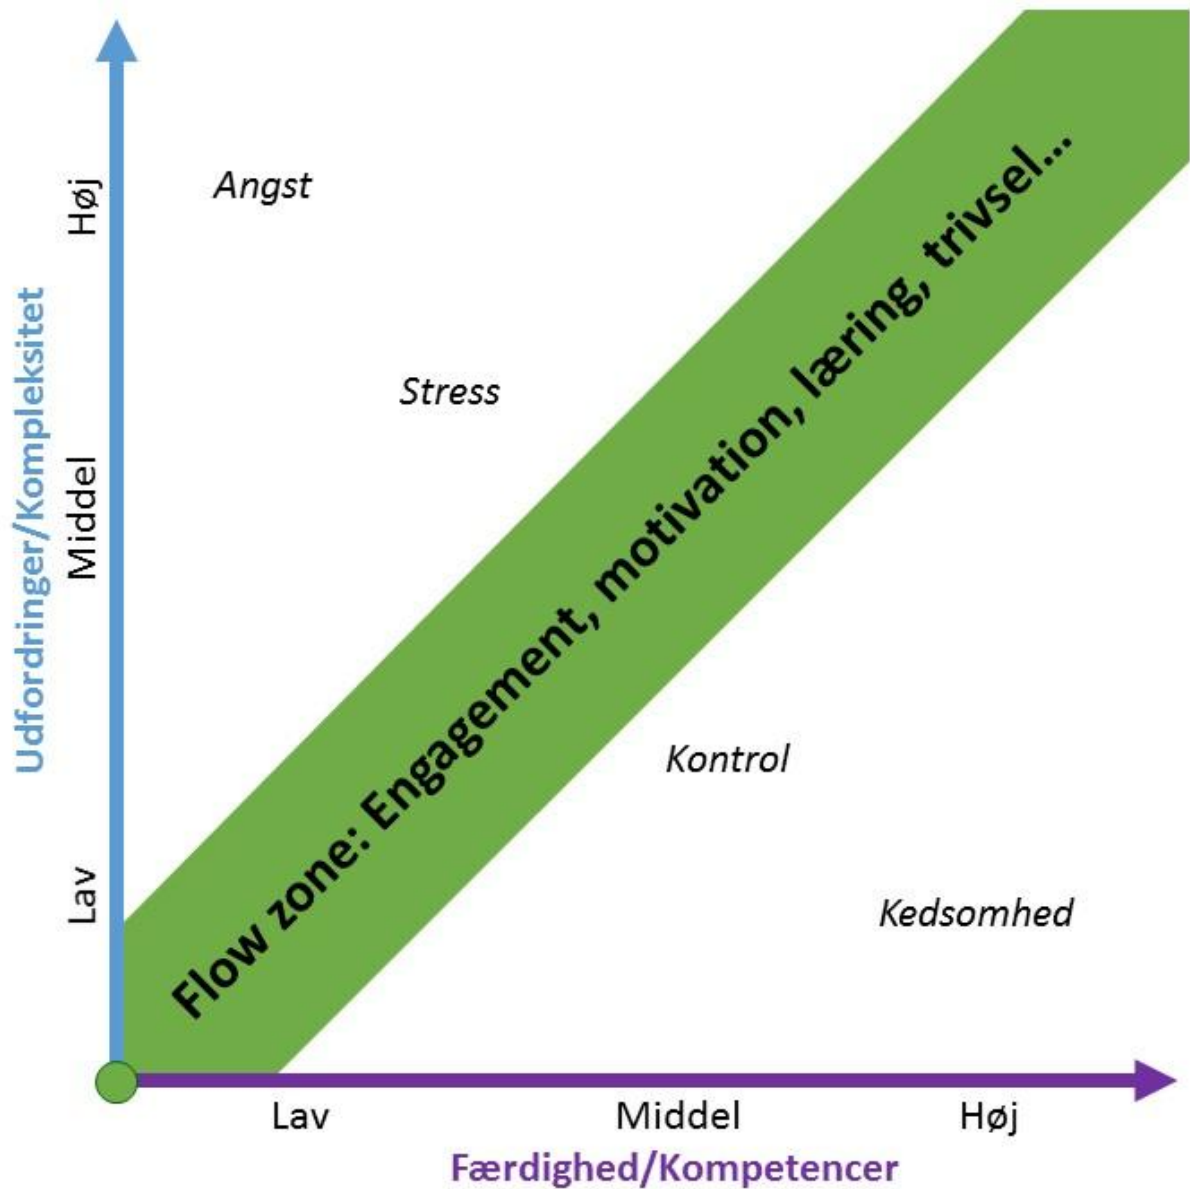 Høj
Middel
Lav
Udfordringer/Kompleksitet
Angst
Stress
Flow zone: Engagement, motivation, læring, trivsel...
Kontrol
Kedsomhed
Lav
Middel
Høj
Færdighed/Kompetencer